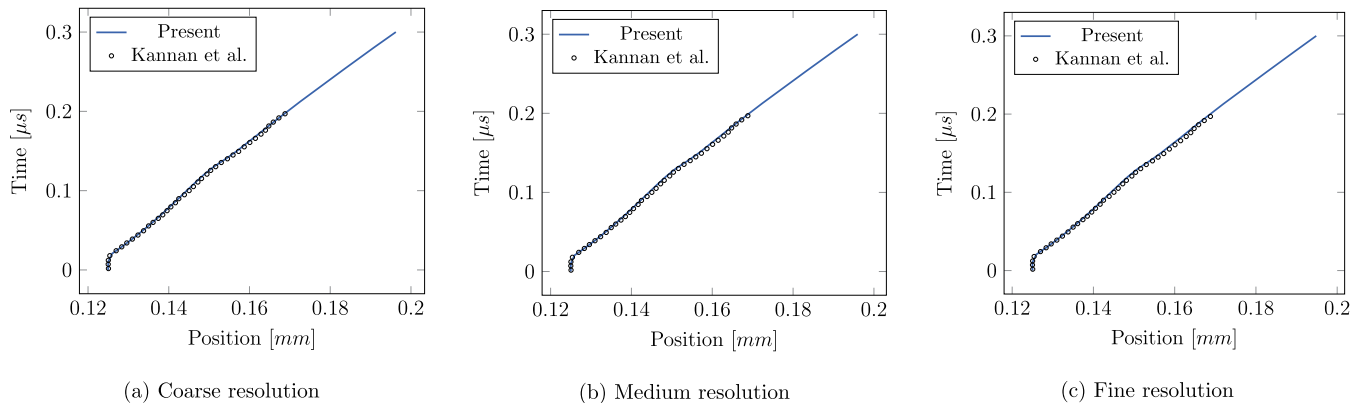 Present
Kannan et al.
0.3
0.2
0.1
0
Time [μs]
0.12 0.14 0.16 0.18 0.2
Position [mm]
(a) Coarse resolution
Present
Kannan et al.
0.3
0.2
0.1
0
Time [μs]
0.12 0.14 0.16 0.18 0.2
Position [mm]
(b) Medium resolution
Present
Kannan et al.
0.3
0.2
0.1
0
Time [μs]
0.12 0.14 0.16 0.18 0.2
Position [mm]
(c) Fine resolution